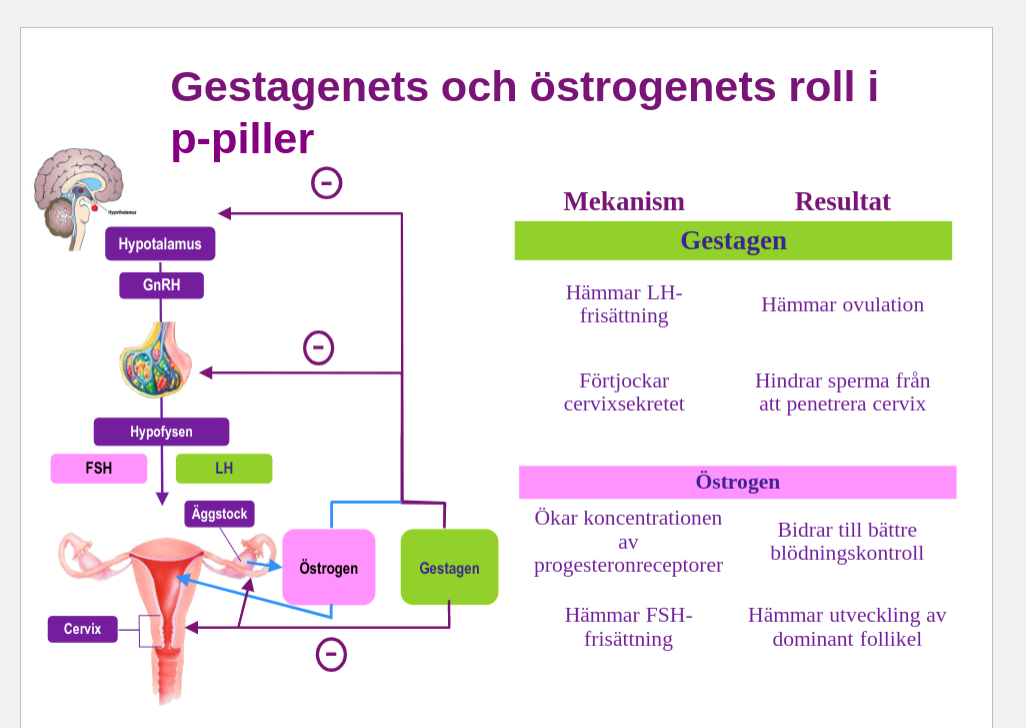 Gestagenets och östrogenets roll i
p-piller
Hypothalamus
Hypotalamus
GnRH
Hypofysen
FSH
LH
Äggstock
Östrogen
Gestagen
Cervix
Mekanism
Resultat
Gestagen
Hämmar LH-
frisättning
Hämmar ovulation
Förtjockar
cervixsekretet
Hindrar sperma från
att penetrera cervix
Östrogen
Ökar koncentrationen
av
progesteronreceptorer
Bidrar till bättre
blödningskontroll
Hämmar FSH-
frisättning
Hämmar utveckling av
dominant follikel